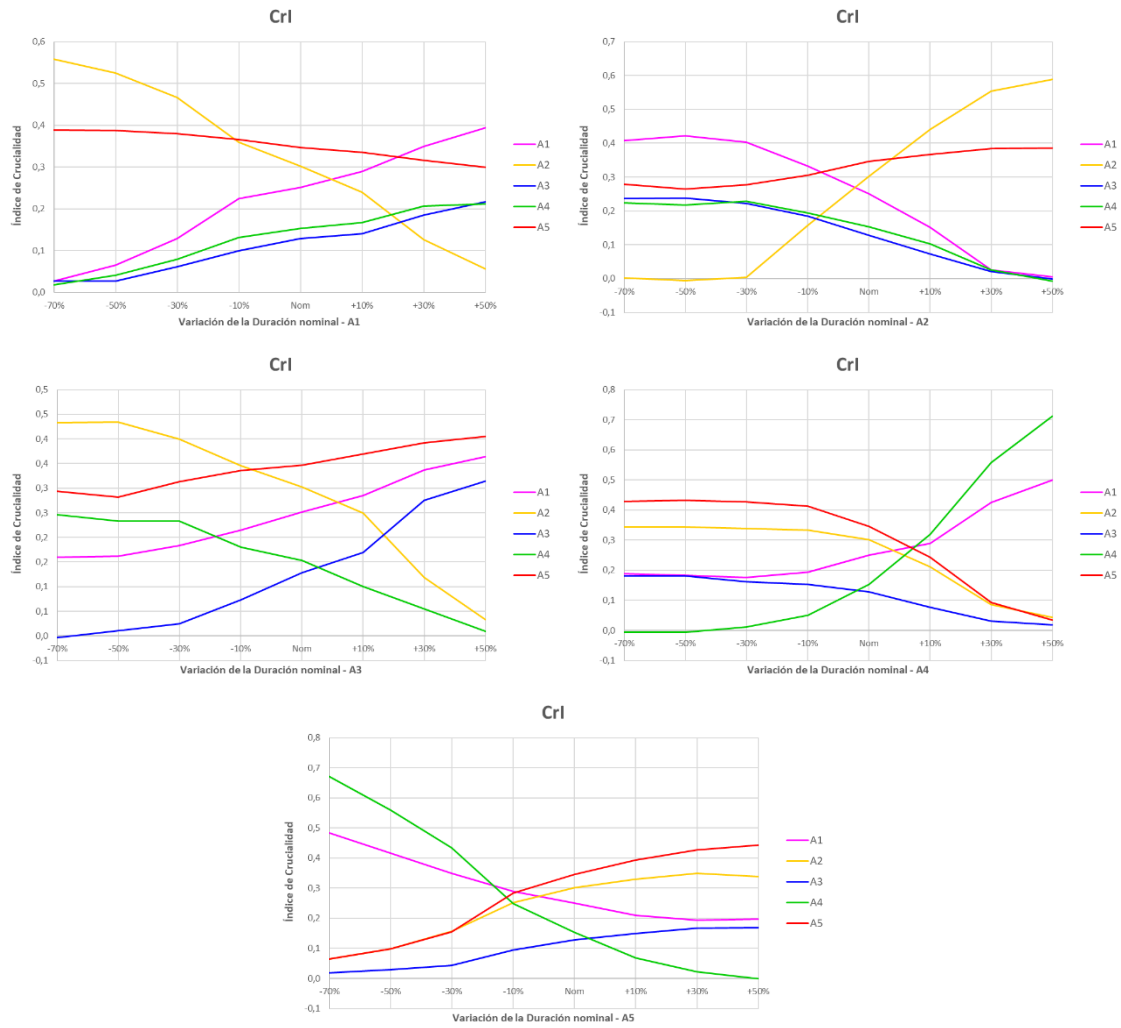 CrI
Índice de Crucialidad
0,6
0,5
0,4
0,3
0,2
0,1
0,0
-70% -50% -30% -10% Nom +10% +30% +50%
Variación de la Duración nominal - A1
A1
A2
A3
A4
A5
CrI
Índice de Crucialidad
0,7
0,6
0,5
0,4
0,3
0,2
0,1
0,0
-0,1
-70% -50% -30% -10% Nom +10% +30% +50%
Variación de la Duración nominal - A2
A1
A2
A3
A4
A5
CrI
Índice de Crucialidad
0,5
0,5
0,4
0,4
0,3
0,3
0,2
0,2
0,1
0,1
0,0
-0,1
-70% -50% -30% -10% Nom +10% +30% +50%
Variación de la Duración nominal - A3
A1
A2
A3
A4
A5
CrI
Índice de Crucialidad
0,8
0,7
0,6
0,5
0,4
0,3
0,2
0,1
0,0
-0,1
-70% -50% -30% -10% Nom +10% +30% +50%
Variación de la Duración nominal - A4
A1
A2
A3
A4
A5
CrI
Índice de Crucialidad
0,8
0,7
0,6
0,5
0,4
0,3
0,2
0,1
0,0
-0,1
-70% -50% -30% -10% Nom +10% +30% +50%
Variación de la Duración nominal - A5
A1
A2
A3
A4
A5